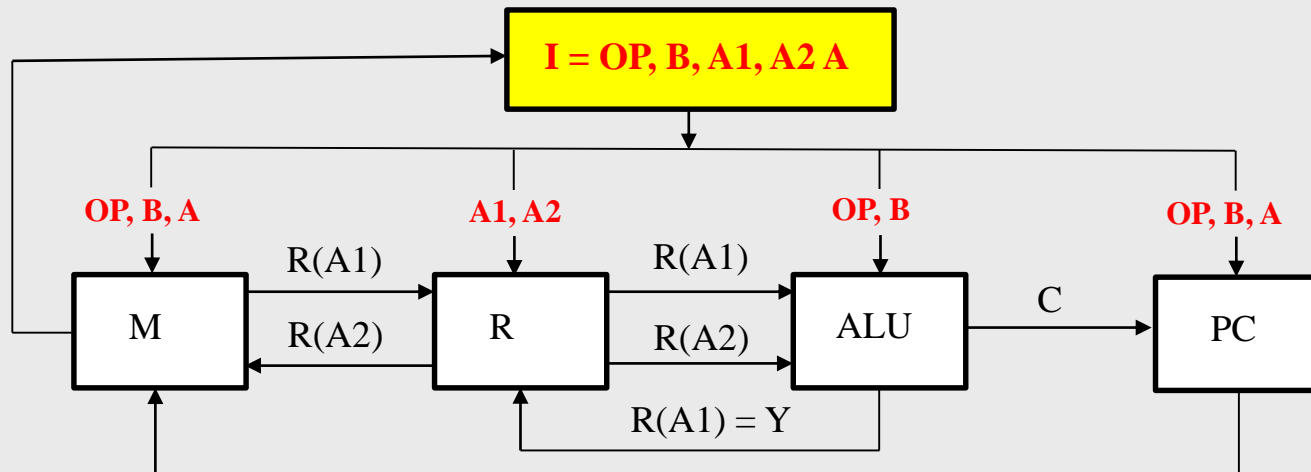 I = OP, B, A1, A2 A
OP, B, A
A1, A2
OP, B
OP, B, A
R(A1)
R(A1)
C
M
R
ALU
PC
R(A2)
R(A2)
R(A1) = Y